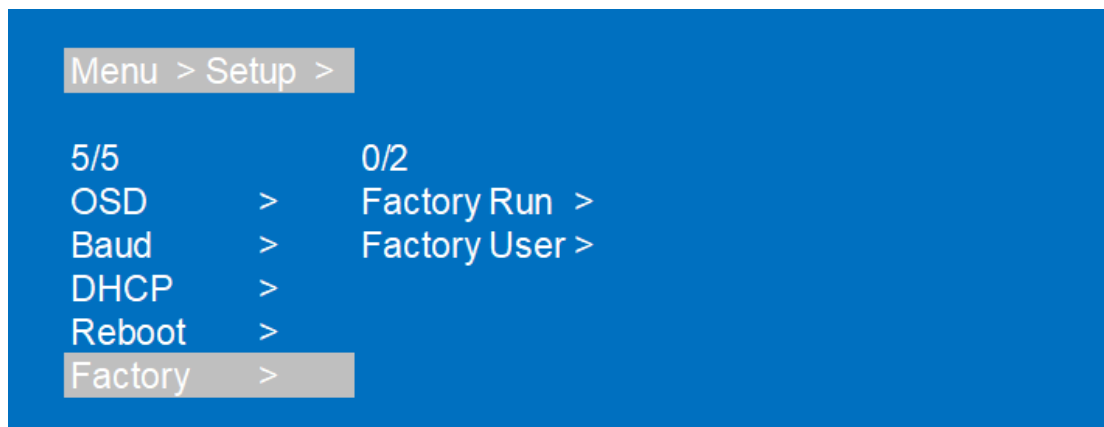 Menu > Setup >
5/5 0/2
OSD > Factory Run >
Baud > Factory User >
DHCP >
Reboot >
Factory >